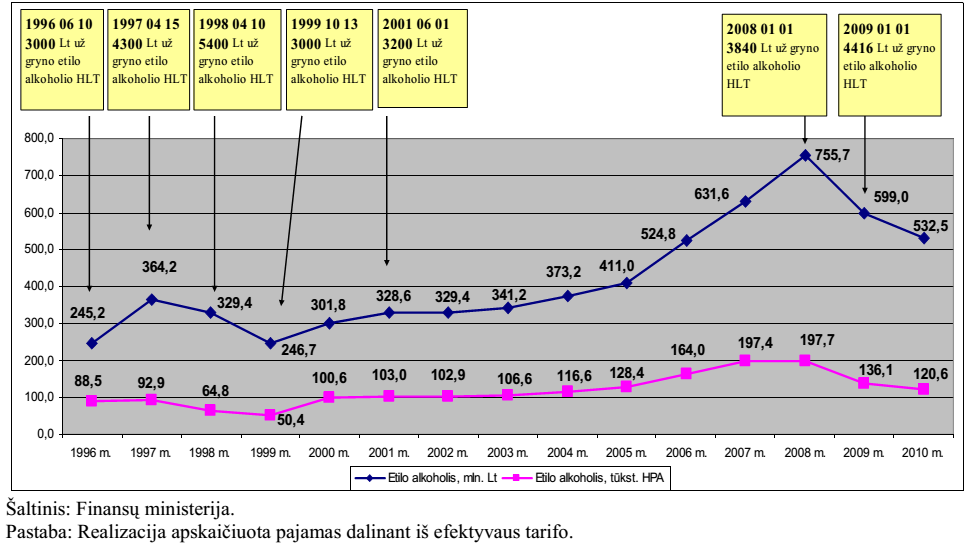 1996 06 10
3000 Lt už
gryno etilo
alkoholio HLT
1997 04 15
4300 Lt už
gryno etilo
alkoholio HLT
1998 04 10
5400 Lt už
gryno etilo
alkoholio HLT
1999 10 13
3000 Lt už
gryno etilo
alkoholio HLT
2001 06 01
3200 Lt už
gryno etilo
alkoholio HLT
2008 01 01
3840 Lt už gryno
etilo alkoholio
HLT
2009 01 01
4416 Lt už gryno
etilo alkoholio
HLT
800,0
700,0
600,0
500,0
400,0
300,0
200,0
100,0
0,0
245,2
364,2
329,4
246,7
301,8
328,6
329,4
341,2
373,2
411,0
524,8
631,6
755,7
599,0
532,5
88,5
92,9
64,8
50,4
100,6
103,0
102,9
106,6
116,6
128,4
164,0
197,4
197,7
136,1
120,6
1996 m. 1997 m. 1998 m. 1999 m. 2000 m. 2001 m. 2002 m. 2003 m. 2004 m. 2005 m. 2006 m. 2007 m. 2008 m. 2009 m. 2010 m.
Etilo alkoholis, mln. Lt Etilo alkoholis, tūkst. HPA
Šaltinis: Finansų ministerija.
Pastaba: Realizacija apskaičiuota pajamas dalinant iš efektyvaus tarifo.